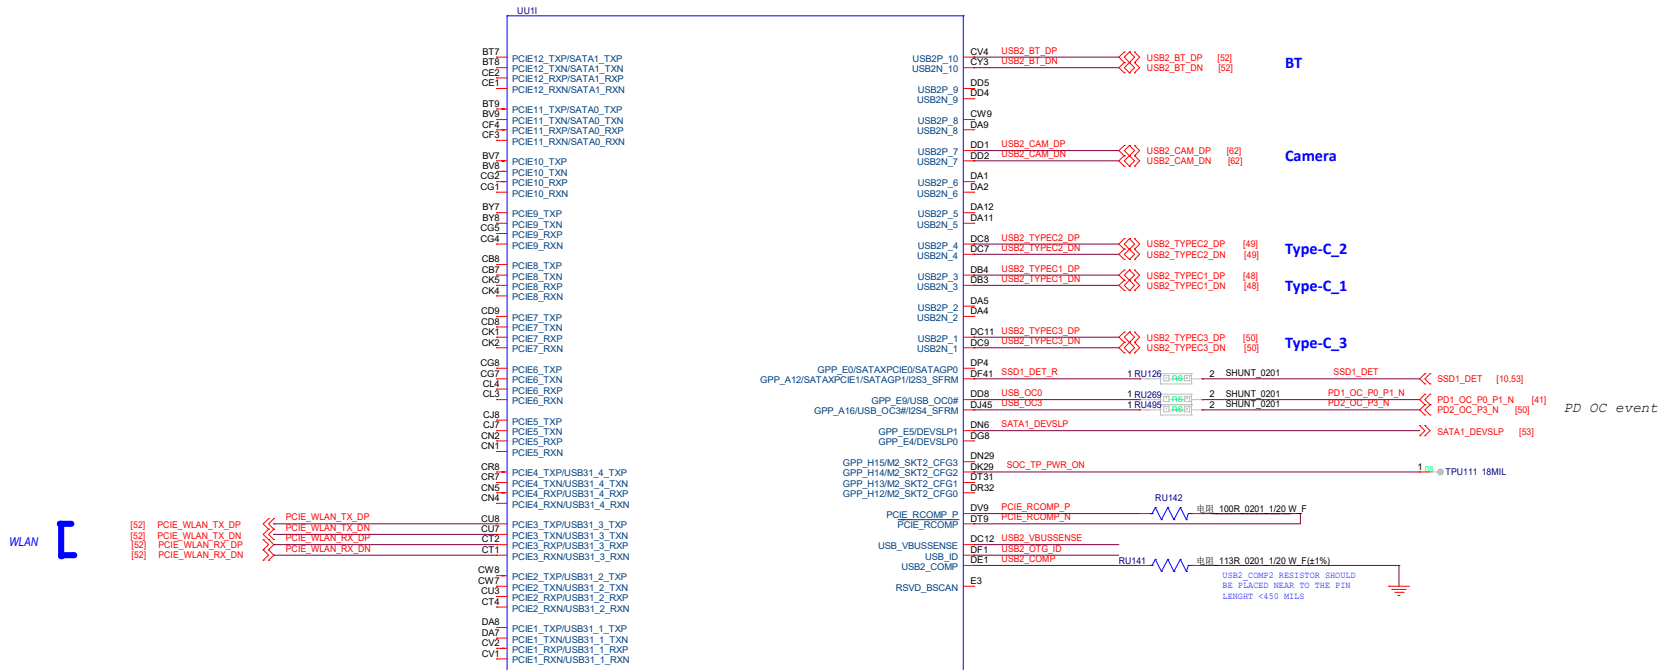 UU1I
BT7 PCIE12_TXP/SATA1_TXP
BT8 PCIE12_TXN/SATA1_TXN
CE2 PCIE12_RXP/SATA1_RXP
CE1 PCIE12_RXN/SATA1_RXN
BT9 PCIE11_TXP/SATA0_TXP
BV9 PCIE11_TXN/SATA0_TXN
CF4 PCIE11_RXP/SATA0_RXP
CF3 PCIE11_RXN/SATA0_RXN
BV7 PCIE10_TXP
BV8 PCIE10_TXN
CG2 PCIE10_RXP
CG1 PCIE10_RXN
BY7 PCIE9_TXP
BY8 PCIE9_TXN
CG5 PCIE9_RXP
CG4 PCIE9_RXN
CB8 PCIE8_TXP
CB7 PCIE8_TXN
CK5 PCIE8_RXP
CK4 PCIE8_RXN
CD9 PCIE7_TXP
CD8 PCIE7_TXN
CK1 PCIE7_RXP
CK2 PCIE7_RXN
CG8 PCIE6_TXP
CG7 PCIE6_TXN
CL4 PCIE6_RXP
CL3 PCIE6_RXN
CJ8 PCIE5_TXP
CJ7 PCIE5_TXN
CN2 PCIE5_RXP
CN1 PCIE5_RXN
CR8 PCIE4_TXP/USB31_4_TXP
CR7 PCIE4_TXN/USB31_4_TXN
CN5 PCIE4_RXP/USB31_4_RXP
CN4 PCIE4_RXN/USB31_4_RXN
WLAN
[52] PCIE_WLAN_TX_DP PCIE_WLAN_TX_DP CU8 PCIE3_TXP/USB31_3_TXP
[52] PCIE_WLAN_TX_DN PCIE_WLAN_TX_DN CU7 PCIE3_TXN/USB31_3_TXN
[52] PCIE_WLAN_RX_DP PCIE_WLAN_RX_DP CT2 PCIE3_RXP/USB31_3_RXP
[52] PCIE_WLAN_RX_DN PCIE_WLAN_RX_DN CT1 PCIE3_RXN/USB31_3_RXN
CW8 PCIE2_TXP/USB31_2_TXP
CW7 PCIE2_TXN/USB31_2_TXN
CU3 PCIE2_RXP/USB31_2_RXP
CT4 PCIE2_RXN/USB31_2_RXN
DA8 PCIE1_TXP/USB31_1_TXP
DA7 PCIE1_TXN/USB31_1_TXN
CV2 PCIE1_RXP/USB31_1_RXP
CV1 PCIE1_RXN/USB31_1_RXN
USB2P_10 CV4 USB2_BT_DP USB2_BT_DP [52]
USB2N_10 CY3 USB2_BT_DN USB2_BT_DN [52]
BT
USB2P_9 DD5
USB2N_9 DD4
USB2P_8 CW9
USB2N_8 DA9
USB2P_7 DD1 USB2_CAM_DP USB2_CAM_DP [62]
USB2N_7 DD2 USB2_CAM_DN USB2_CAM_DN [62]
Camera
USB2P_6 DA1
USB2N_6 DA2
USB2P_5 DA12
USB2N_5 DA11
USB2P_4 DC8 USB2_TYPEC2_DP USB2_TYPEC2_DP [49]
USB2N_4 DC7 USB2_TYPEC2_DN USB2_TYPEC2_DN [49]
Type-C_2
USB2P_3 DB4 USB2_TYPEC1_DP USB2_TYPEC1_DP [48]
USB2N_3 DB3 USB2_TYPEC1_DN USB2_TYPEC1_DN [48]
Type-C_1
USB2P_2 DA5
USB2N_2 DA4
USB2P_1 DC11 USB2_TYPEC3_DP USB2_TYPEC3_DP [50]
USB2N_1 DC9 USB2_TYPEC3_DN USB2_TYPEC3_DN [50]
Type-C_3
GPP_E0/SATAXPCIE0/SATAGP0 DP4
GPP_A12/SATAXPCIE1/SATAGP1/I2S3_SFRM DF41 SSD1_DET_R 1 RU126 ns 2 SHUNT_0201 SSD1_DET SSD1_DET [10,53]
GPP_E9/USB_OC0# DD8 USB_OC0 1 RU269 ns 2 SHUNT_0201 PD1_OC_P0_P1_N PD1_OC_P0_P1_N [41]
GPP_A16/USB_OC3#/I2S4_SFRM DJ45 USB_OC3 1 RU495 ns 2 SHUNT_0201 PD2_OC_P3_N PD2_OC_P3_N [50]
PD OC event
GPP_E5/DEVSLP1 DN6 SATA1_DEVSLP SATA1_DEVSLP [53]
GPP_E4/DEVSLP0 DG8
GPP_H15/M2_SKT2_CFG3 DN29
GPP_H14/M2_SKT2_CFG2 DK29 SOC_TP_PWR_ON 1 ns TPU111 18MIL
GPP_H13/M2_SKT2_CFG1 DT31
GPP_H12/M2_SKT2_CFG0 DR32
PCIE_RCOMP_P DV9 PCIE_RCOMP_P RU142 电阻 100R_0201_1/20 W_F
PCIE_RCOMP DT9 PCIE_RCOMP_N
USB_VBUSSENSE DC12 USB2_VBUSSENSE
USB_ID DF1 USB2_OTG_ID
USB2_COMP DE1 USB2_COMP RU141 电阻 113R_0201_1/20 W_F(±1%)
USB2_COMP2 RESISTOR SHOULD
BE PLACED NEAR TO THE PIN
LENGHT <450 MILS
RSVD_BSCAN E3